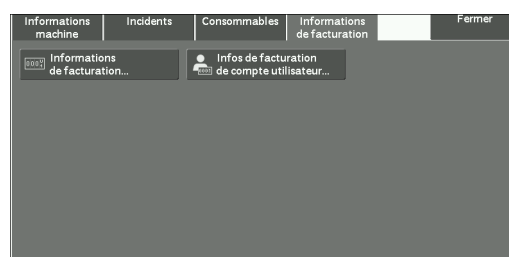 Informations machine
Incidents
Consommables
Informations de facturation
Fermer
Informations de facturation...
Infos de facturation de compte utilisateur...